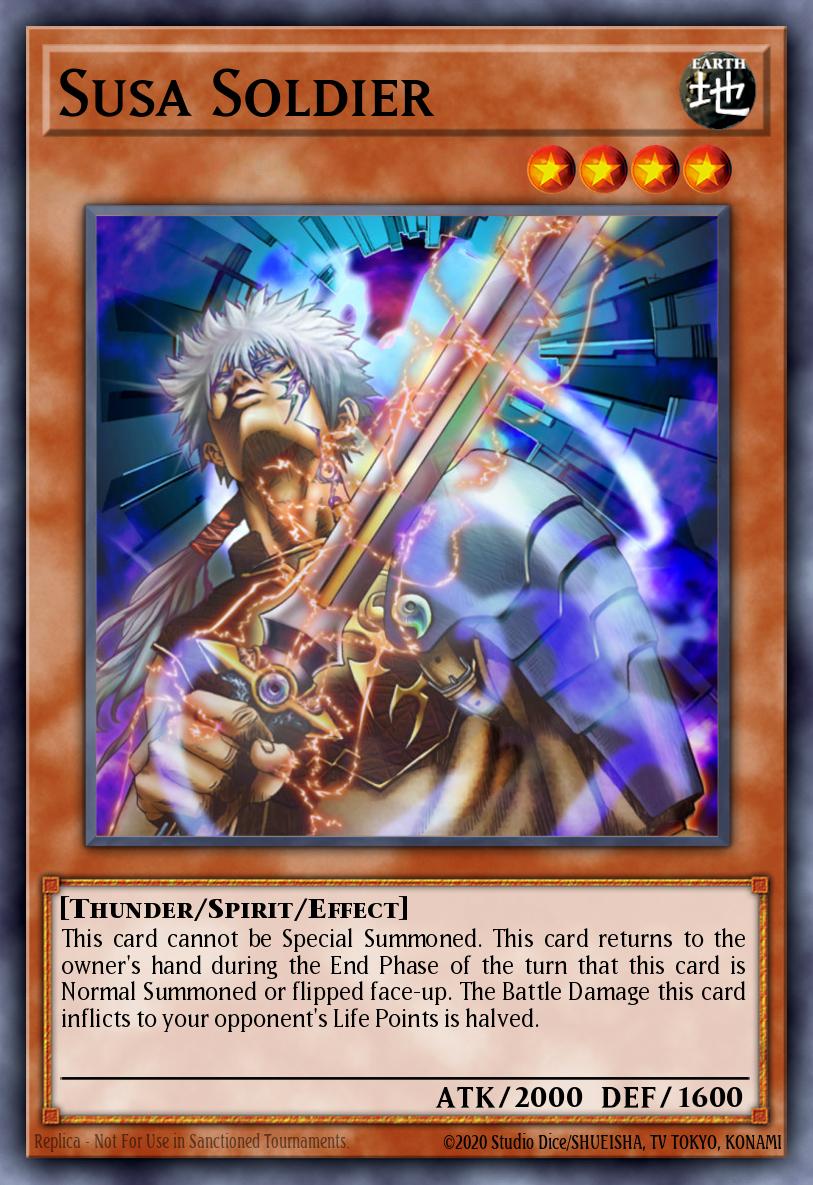 Susa Soldier
EARTH
地
[Thunder/Spirit/Effect]
This card cannot be Special Summoned. This card returns to the
owner's hand during the End Phase of the turn that this card is
Normal Summoned or flipped face-up. The Battle Damage this card
inflicts to your opponent's Life Points is halved.
ATK/2000 DEF/1600
Replica - Not For Use in Sanctioned Tournaments.
©2020 Studio Dice/SHUEISHA, TV TOKYO, KONAMI